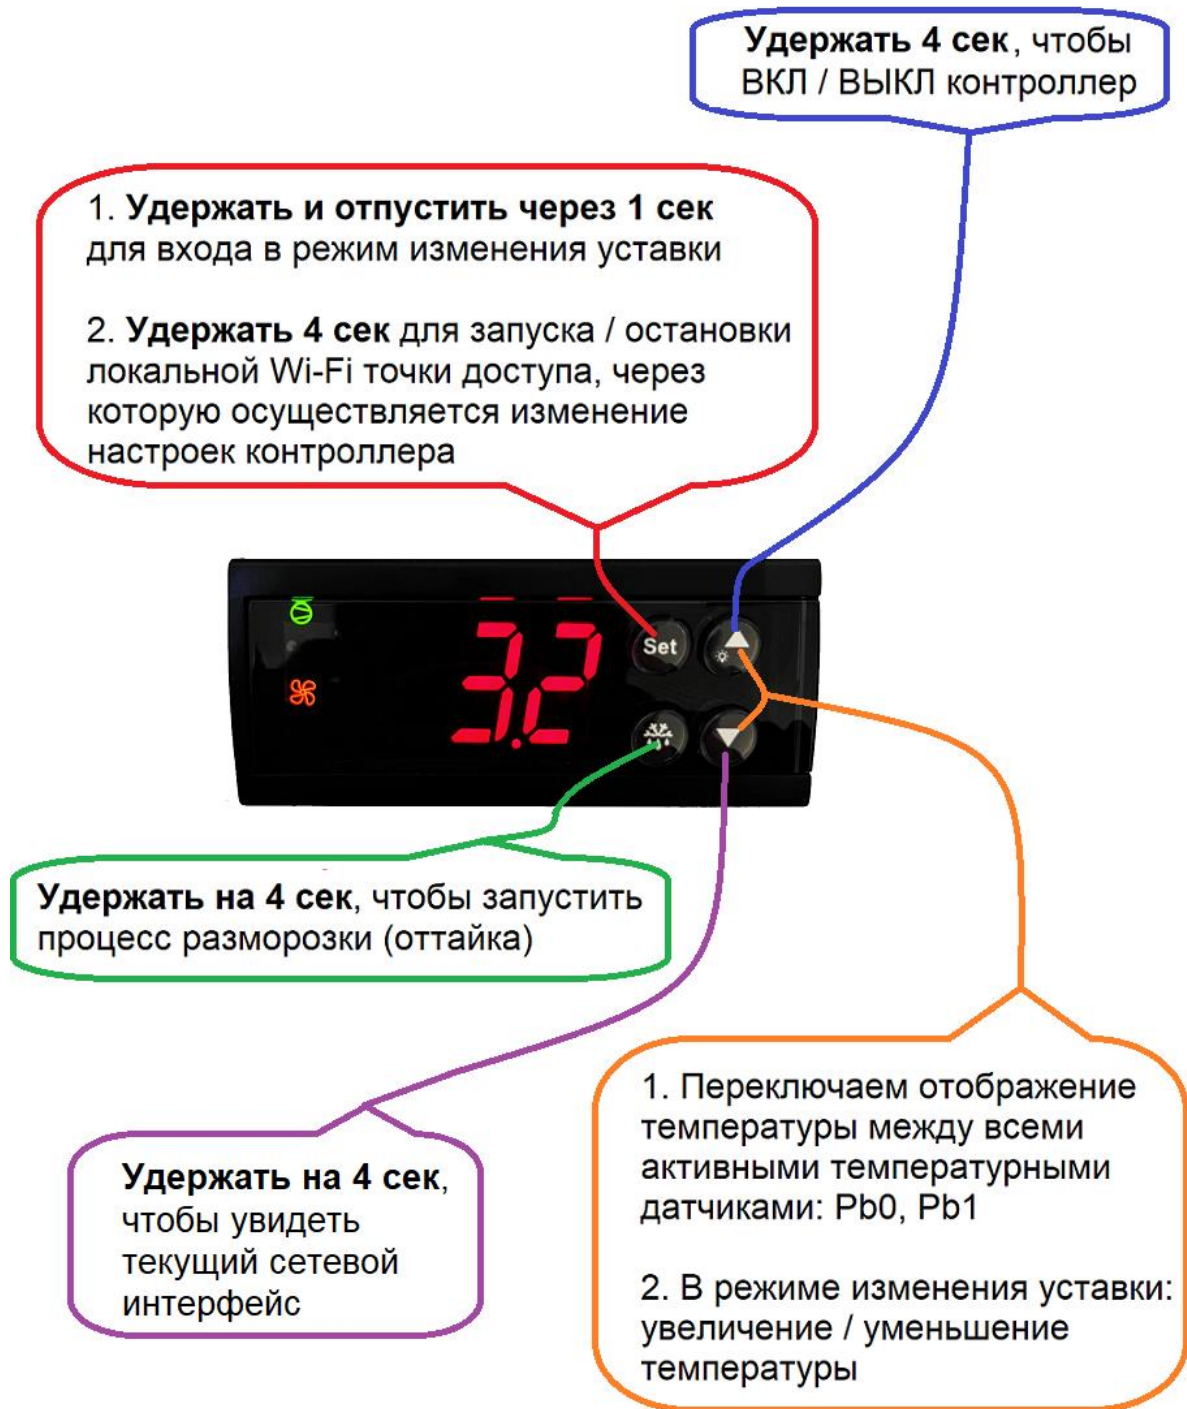 Удержать 4 сек, чтобы
ВКЛ / ВЫКЛ контроллер
1. Удержать и отпустить через 1 сек
для входа в режим изменения уставки
2. Удержать 4 сек для запуска / остановки
локальной Wi-Fi точки доступа, через
которую осуществляется изменение
настроек контроллера
3.2
Set
Удержать на 4 сек, чтобы запустить
процесс разморозки (оттайка)
Удержать на 4 сек,
чтобы увидеть
текущий сетевой
интерфейс
1. Переключаем отображение
температуры между всеми
активными температурными
датчиками: Pb0, Pb1
2. В режиме изменения уставки:
увеличение / уменьшение
температуры